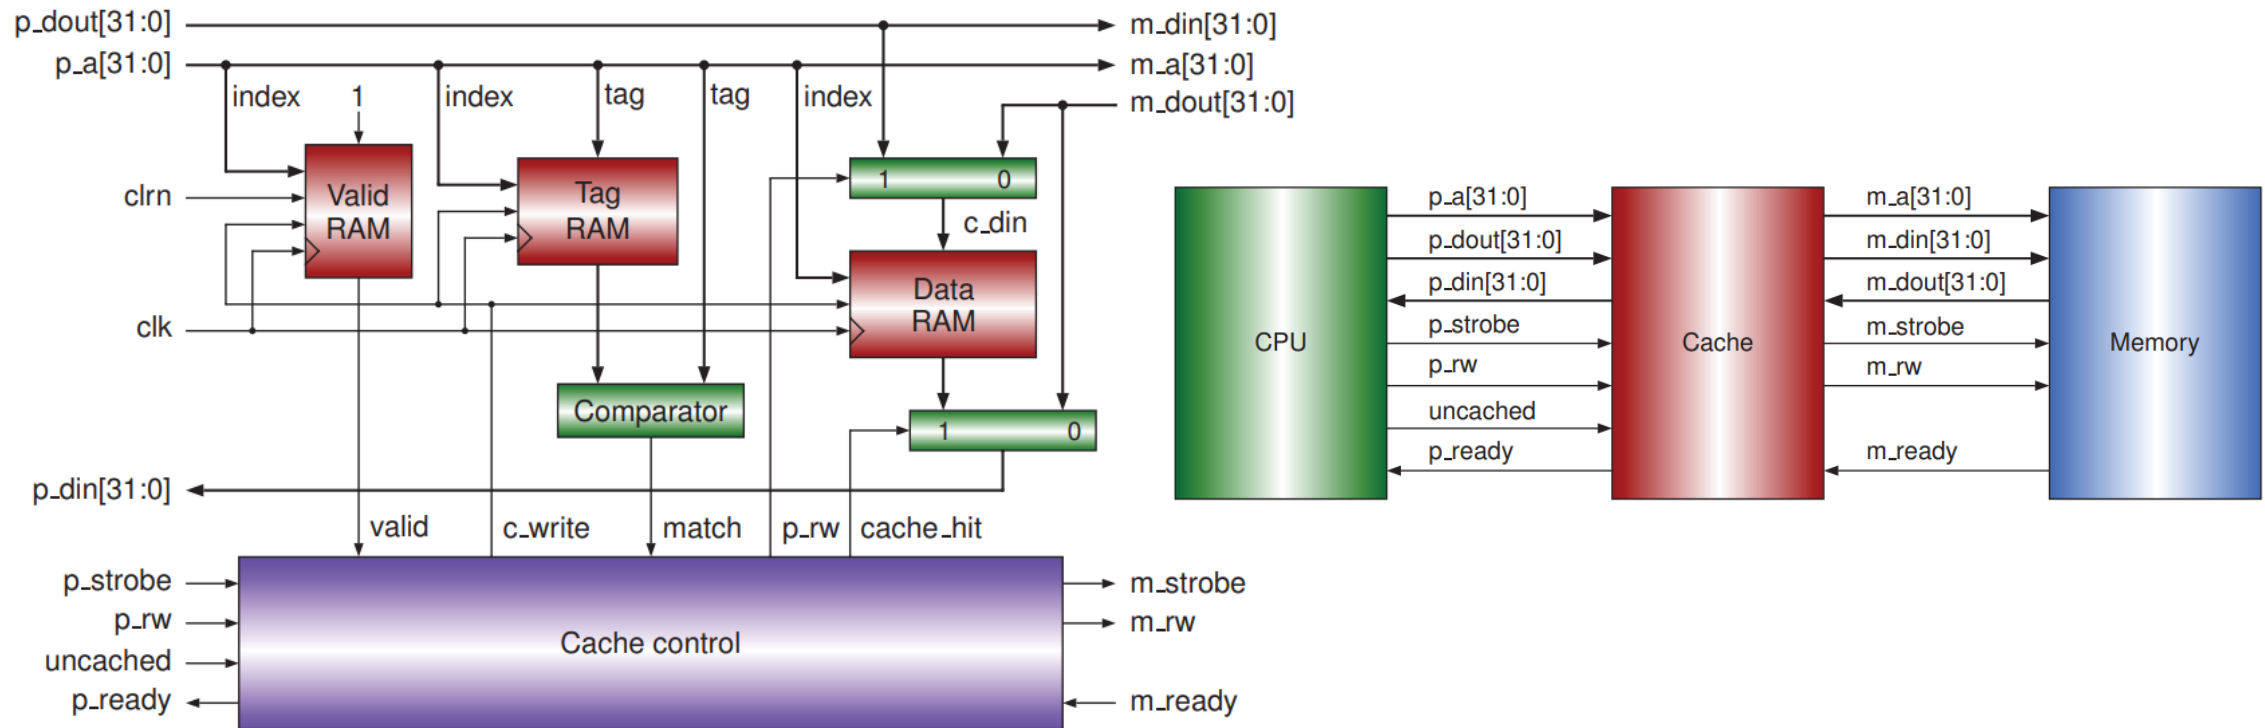 p_dout[31:0]
m_din[31:0]
p_a[31:0]
m_a[31:0]
index
1
index
tag
tag
index
m_dout[31:0]
clrn
Valid
RAM
Tag
RAM
1 0
c_din
Data
RAM
clk
Comparator
1 0
p_din[31:0]
valid
c_write
match
p_rw
cache_hit
p_strobe
p_rw
uncached
p_ready
Cache control
m_strobe
m_rw
m_ready
CPU
p_a[31:0]
p_dout[31:0]
p_din[31:0]
p_strobe
p_rw
uncached
p_ready
Cache
m_a[31:0]
m_din[31:0]
m_dout[31:0]
m_strobe
m_rw
m_ready
Memory